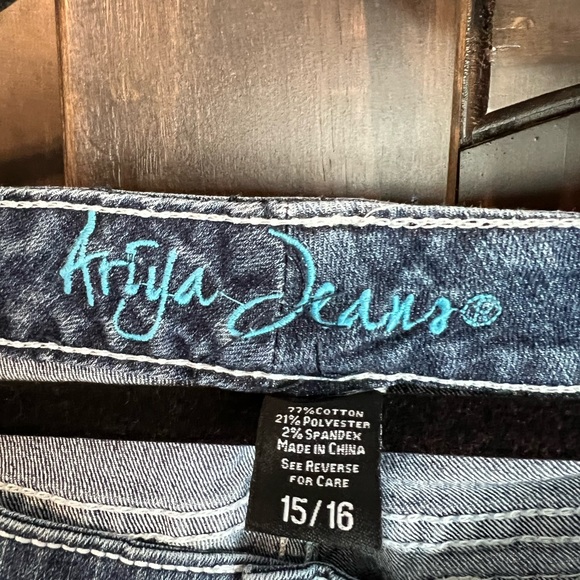 Ariya Jeans®
77% COTTON
21% POLYESTER
2% SPANDEX
MADE IN CHINA
SEE REVERSE
FOR CARE
15/16